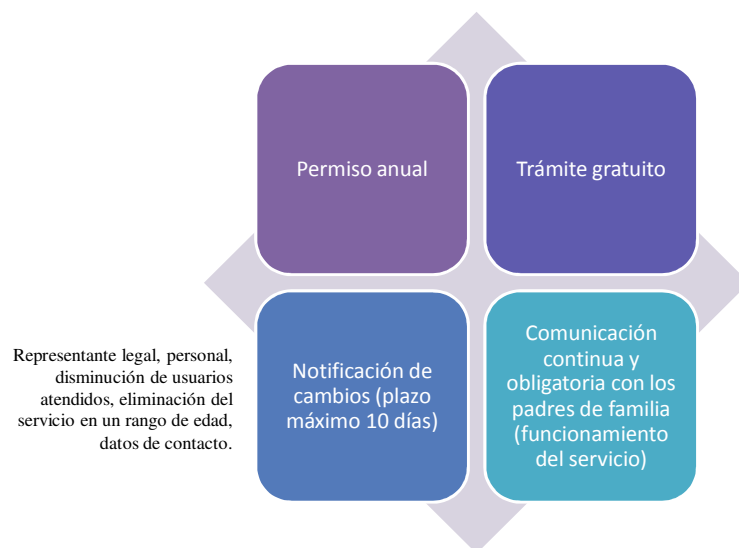 Permiso anual
Trámite gratuito
Representante legal, personal,
disminución de usuarios
atendidos, eliminación del
servicio en un rango de edad,
datos de contacto.
Notificación de
cambios (plazo
máximo 10 días)
Comunicación
continua y
obligatoria con los
padres de familia
(funcionamiento
del servicio)